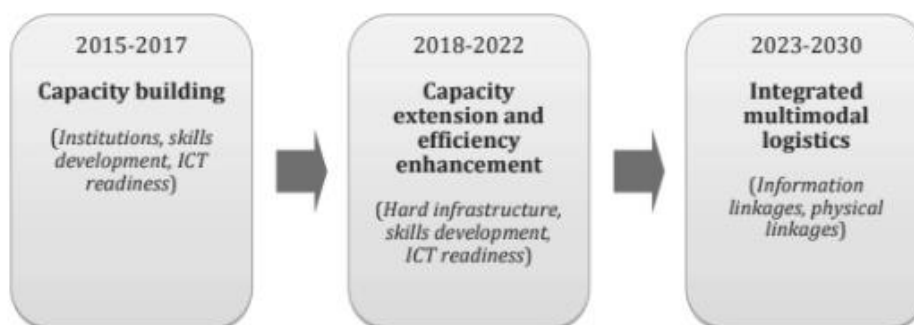 2015-2017
Capacity building
(Institutions, skills
development, ICT
readiness)
2018-2022
Capacity
extension and
efficiency
enhancement
(Hard infrastructure,
skills development,
ICT readiness)
2023-2030
Integrated
multimodal
logistics
(Information
linkages, physical
linkages)